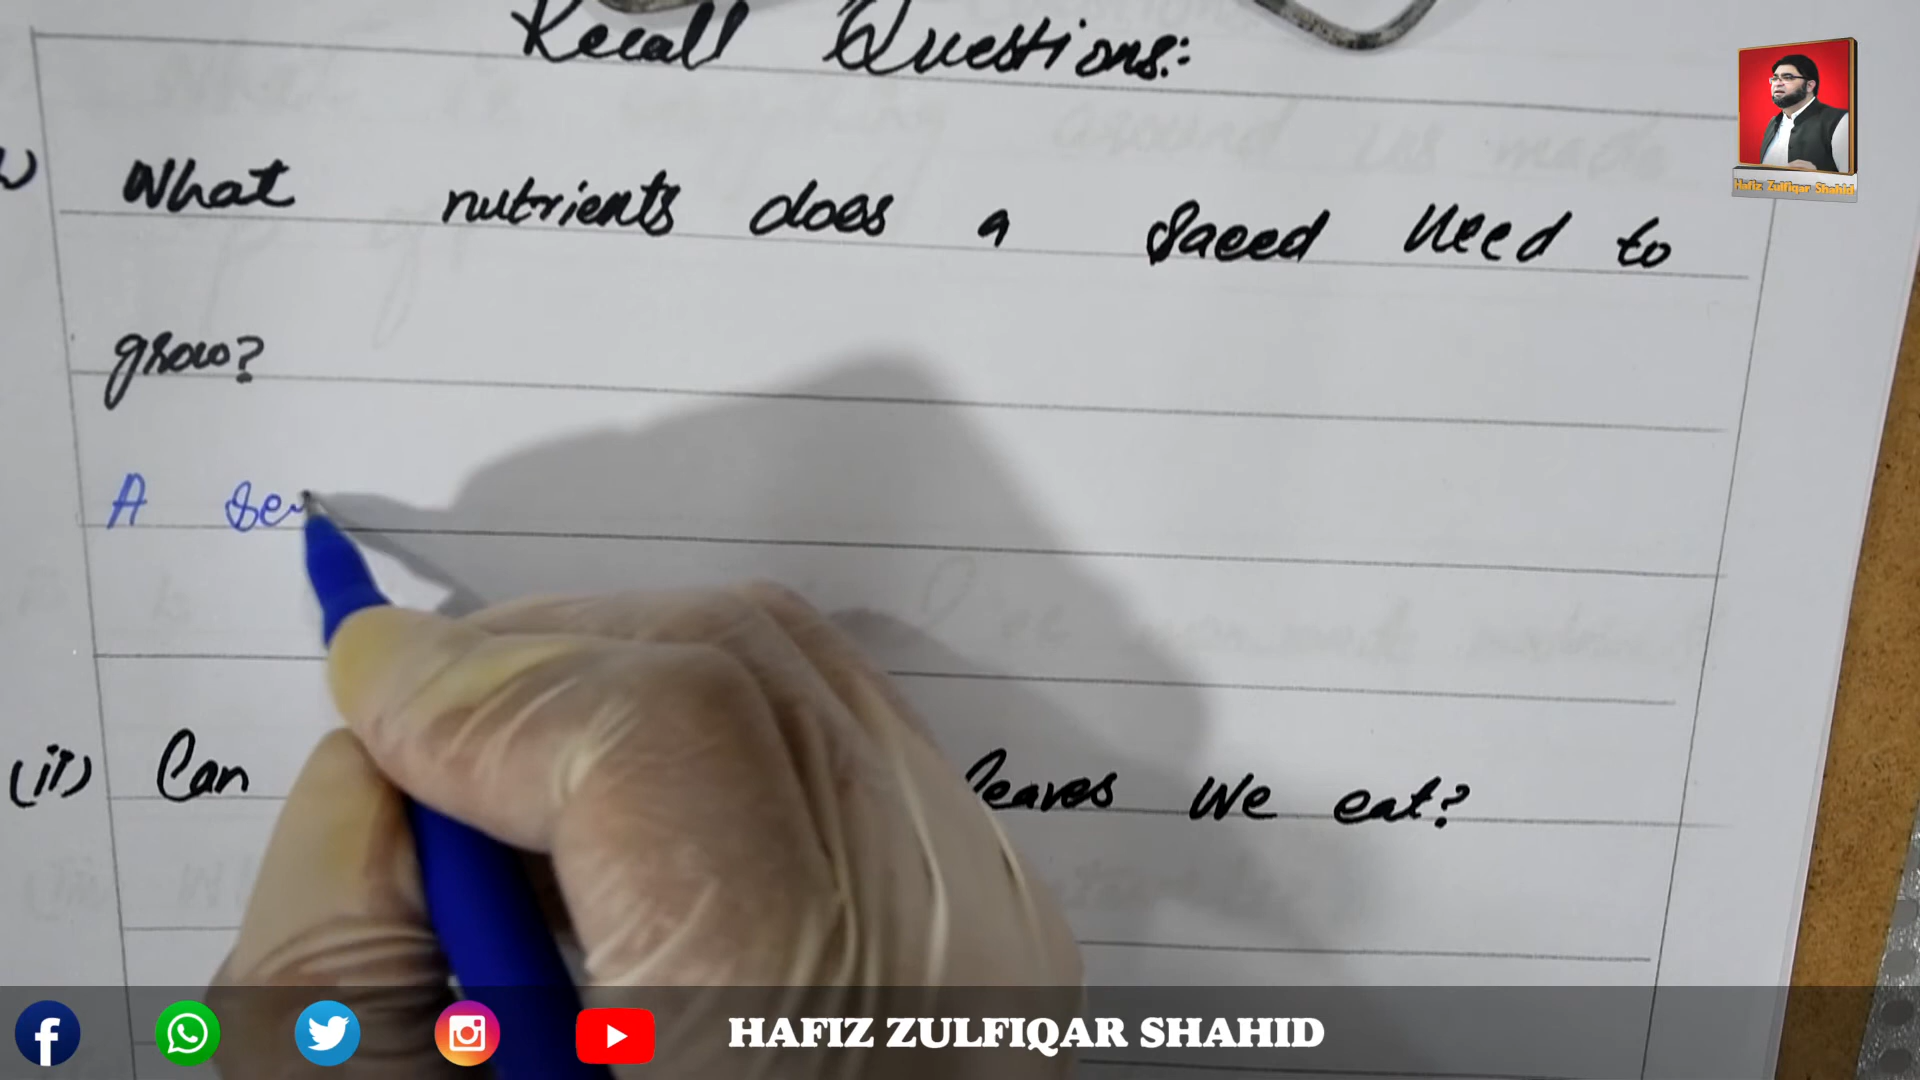 Recall Questions:-
What nutrients does a Saeed Need to
grow?
A See
(ii) Can leaves We eat?
Hafiz Zulfiqar Shahid
HAFIZ ZULFIQAR SHAHID